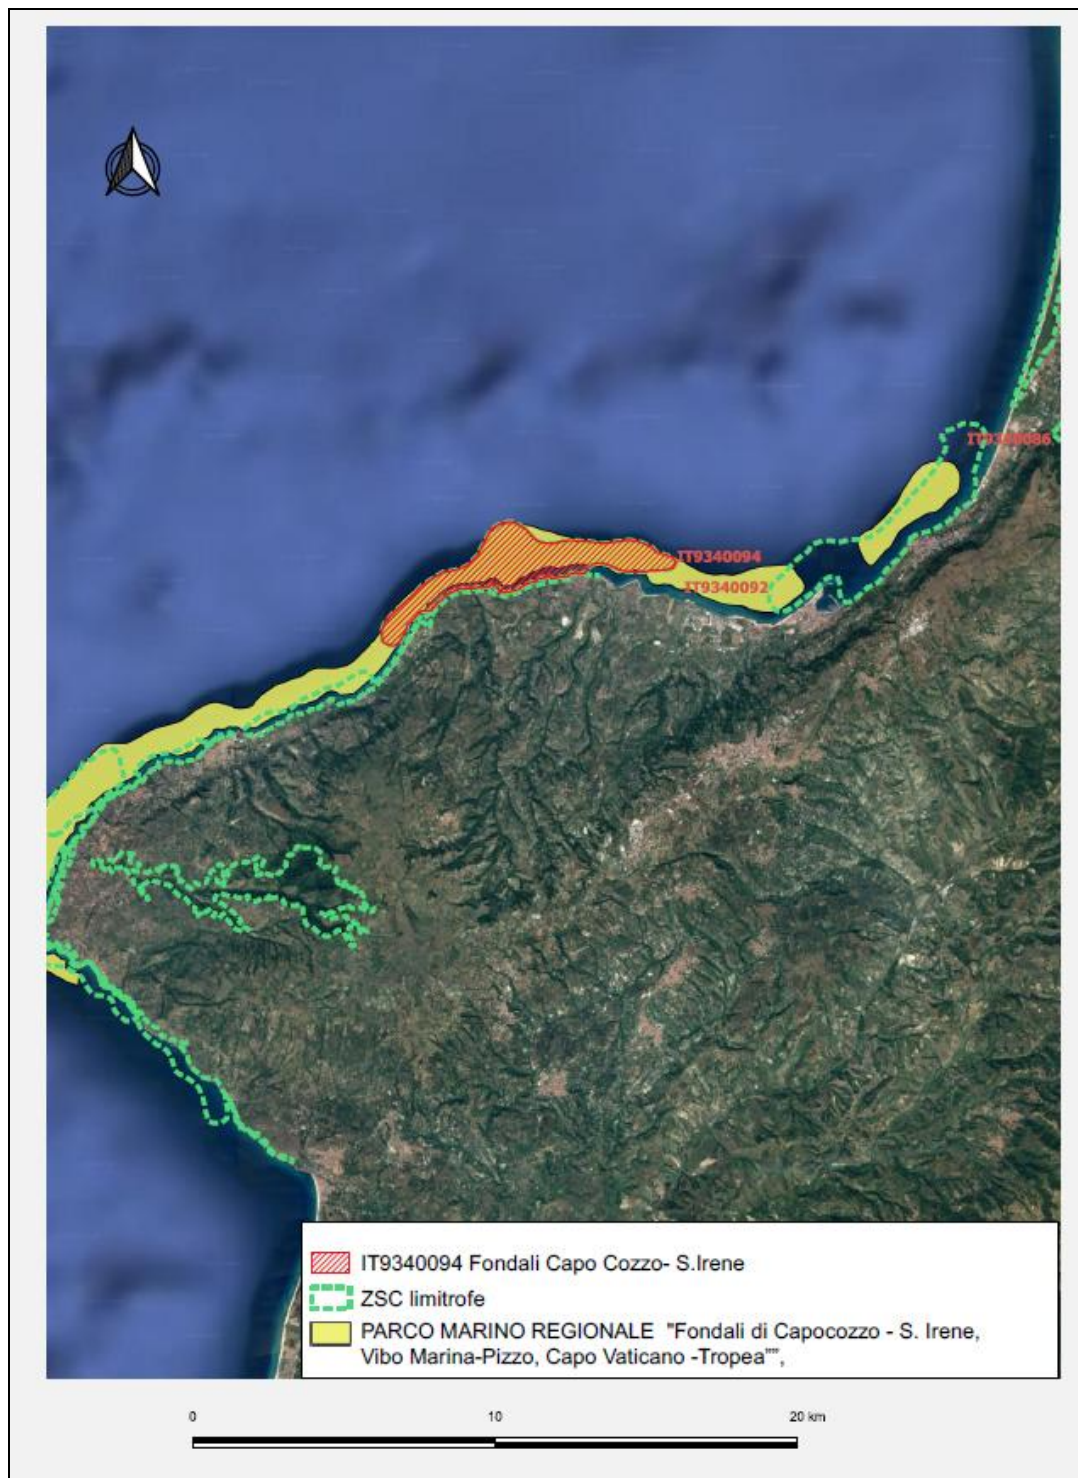 IT9340086
IT9340094
IT9340092
IT9340094 Fondali Capo Cozzo- S.Irene
ZSC limitrofe
PARCO MARINO REGIONALE "Fondali di Capocozzo - S. Irene,
Vibo Marina-Pizzo, Capo Vaticano -Tropea"",
0 10 20 km